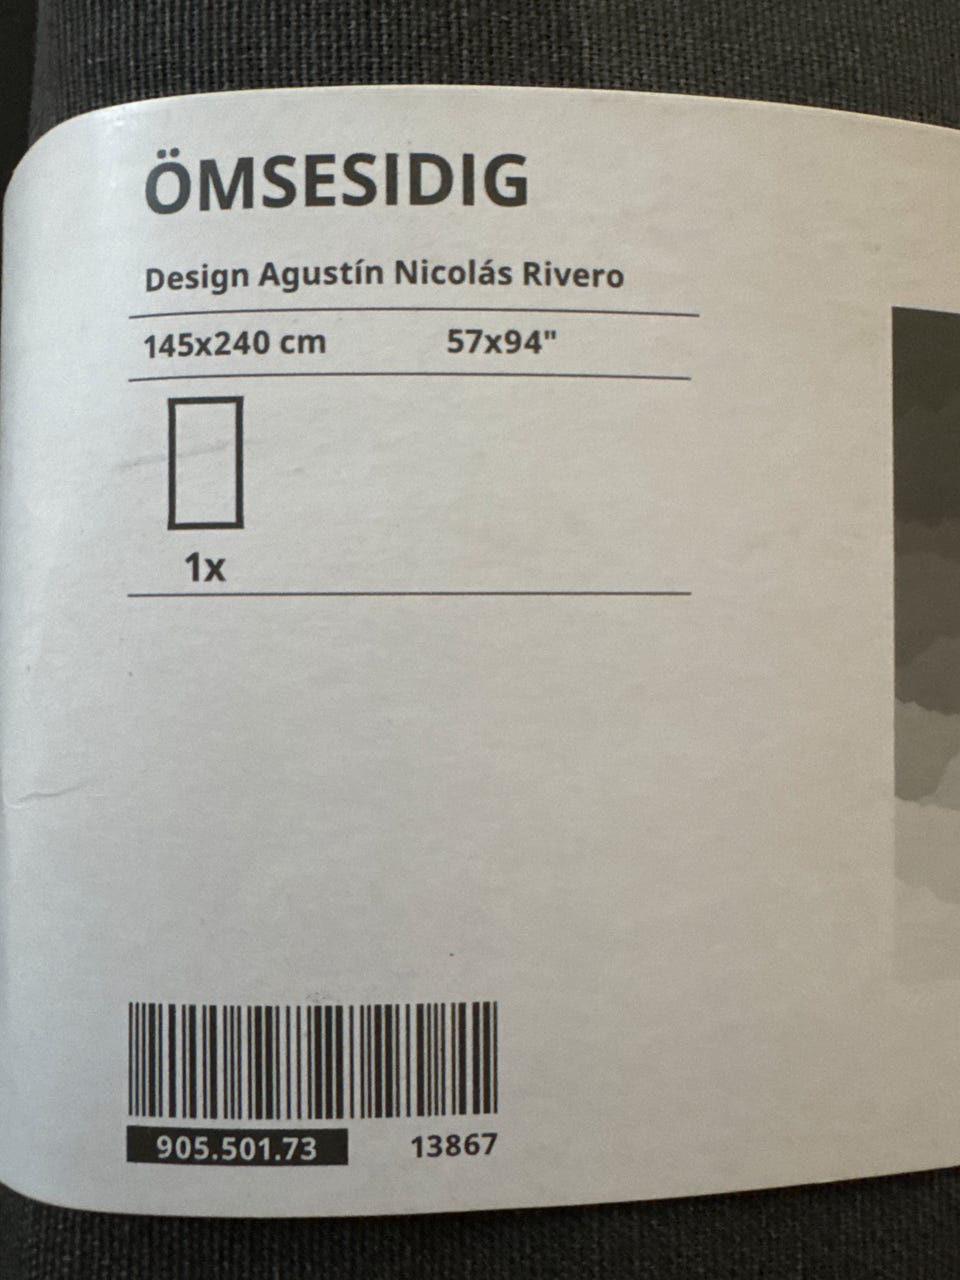 ÖMSESIDIG
Design Agustín Nicolás Rivero
145x240 cm 57x94"
1x
905.501.73 13867